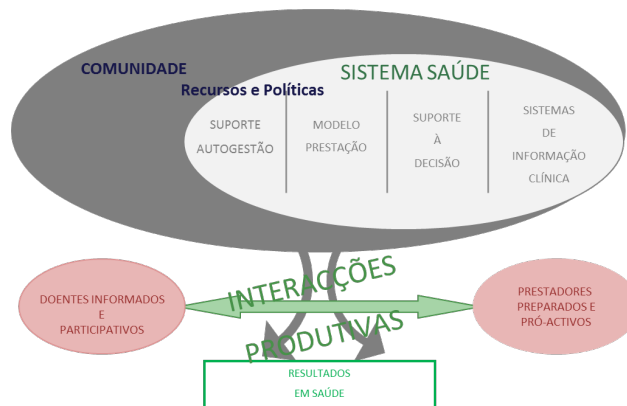 COMUNIDADE
SISTEMA SAÚDE
Recursos e Políticas
SUPORTE
AUTOGESTÃO
MODELO
PRESTAÇÃO
SUPORTE
À
DECISÃO
SISTEMAS
DE
INFORMAÇÃO
CLÍNICA
DOENTES INFORMADOS
E
PARTICIPATIVOS
INTERACÇÕES
PRODUTIVAS
PRESTADORES
PREPARADOS E
PRÓ-ACTIVOS
RESULTADOS
EM SAÚDE